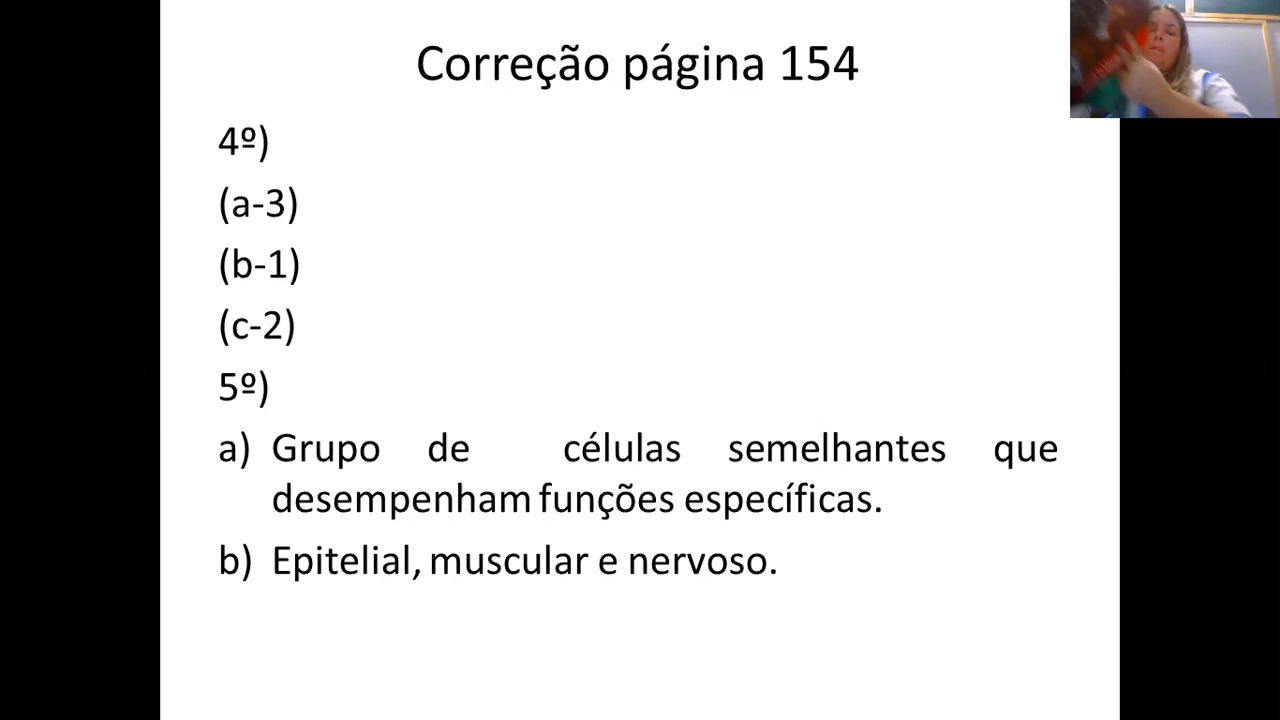 Correção página 154
4º)
(a-3)
(b-1)
(c-2)
5º)
a) Grupo de células semelhantes que
desempenham funções específicas.
b) Epitelial, muscular e nervoso.